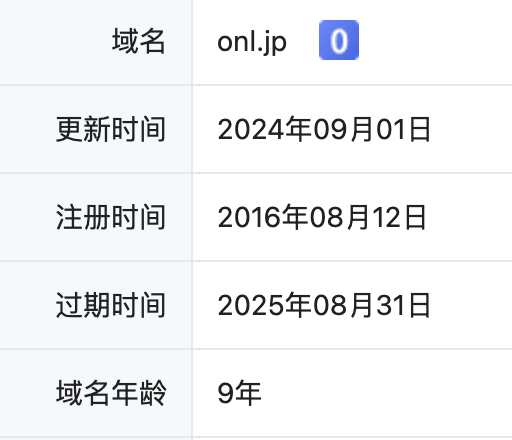 域名 onl.jp 0
更新时间 2024年09月01日
注册时间 2016年08月12日
过期时间 2025年08月31日
域名年龄 9年